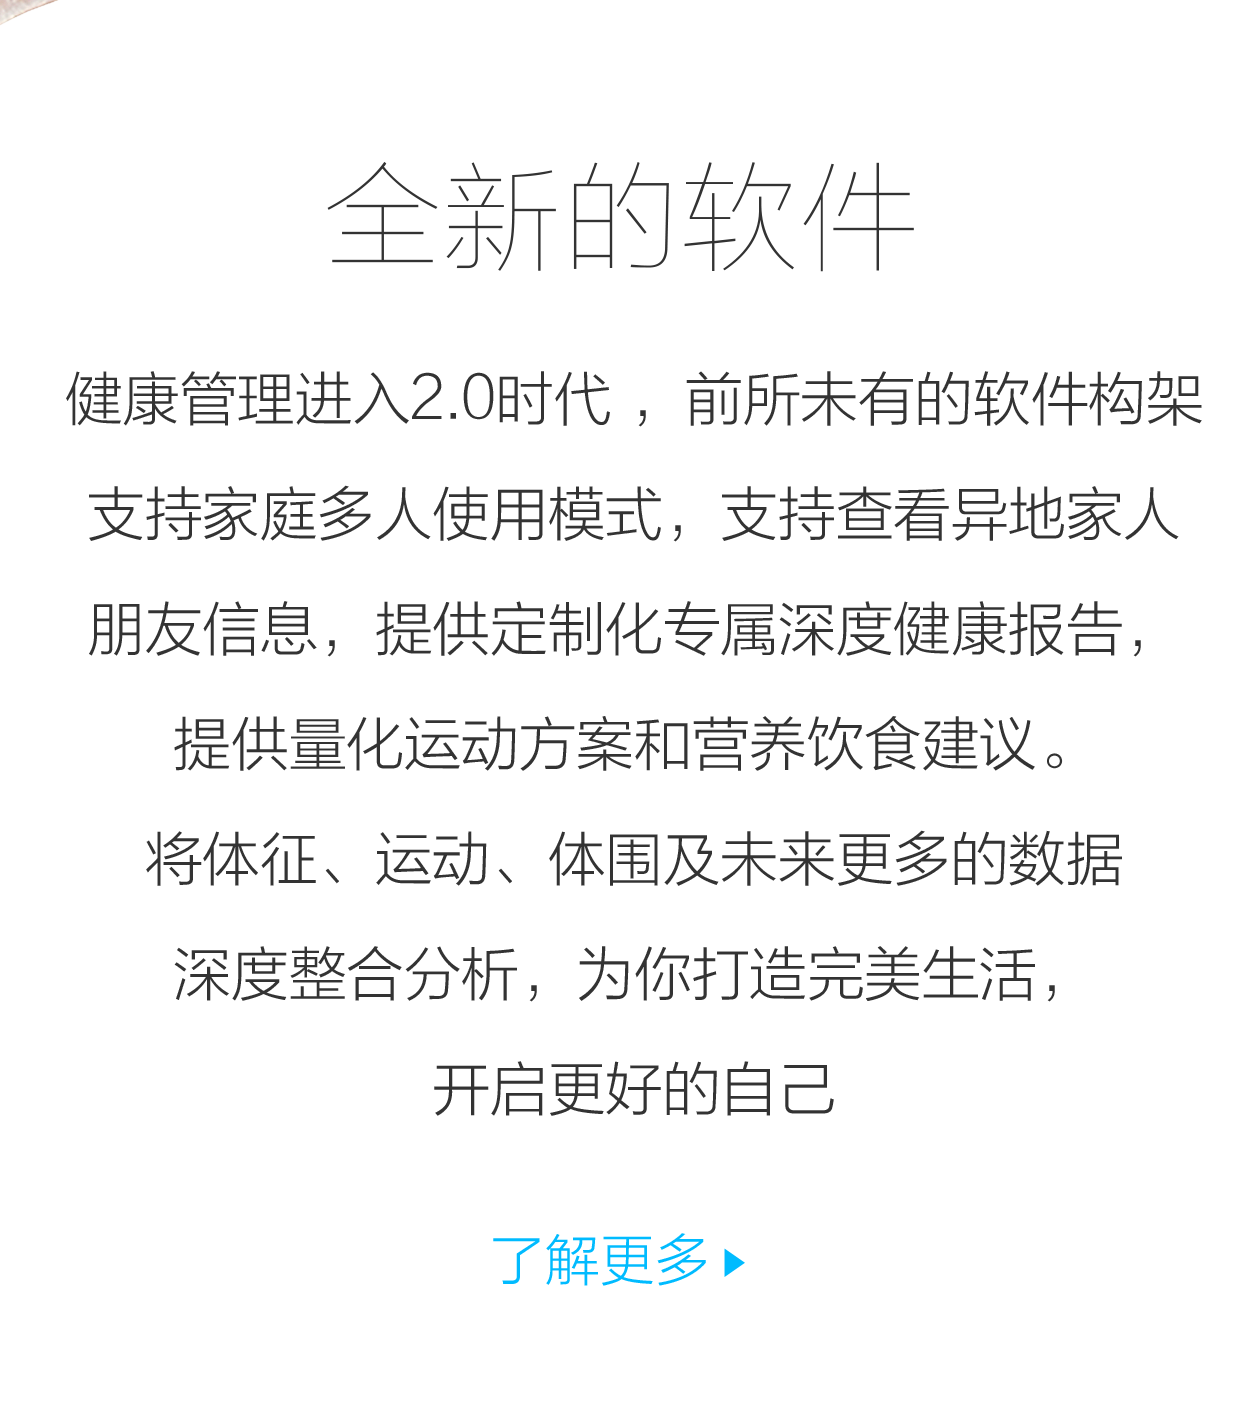 全新的软件
健康管理进入2.0时代，前所未有的软件构架
支持家庭多人使用模式，支持查看异地家人
朋友信息，提供定制化专属深度健康报告，
提供量化运动方案和营养饮食建议。
将体征、运动、体围及未来更多的数据
深度整合分析，为你打造完美生活，
开启更好的自己
了解更多